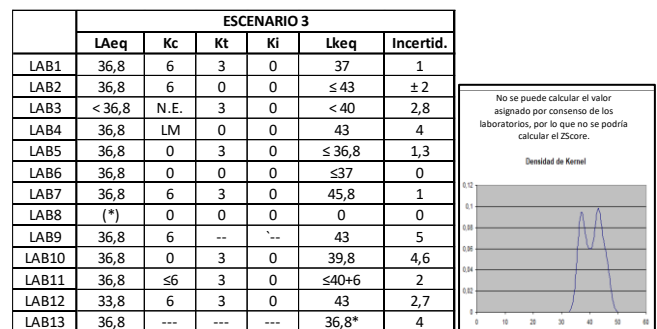 ESCENARIO 3
LAeq Kc Kt Ki Lkeq Incertid.
LAB1 36,8 6 3 0 37 1
LAB2 36,8 6 0 0 ≤ 43 ± 2
LAB3 < 36,8 N.E. 3 0 < 40 2,8
LAB4 36,8 LM 0 0 43 4
LAB5 36,8 0 3 0 ≤ 36,8 1,3
LAB6 36,8 0 0 0 ≤37 0
LAB7 36,8 6 3 0 45,8 1
LAB8 (*) 0 0 0 0 0
LAB9 36,8 6 -- `-- 43 5
LAB10 36,8 0 3 0 39,8 4,6
LAB11 36,8 ≤6 3 0 ≤40+6 2
LAB12 33,8 6 3 0 43 2,7
LAB13 36,8 --- --- --- 36,8* 4
No se puede calcular el valor
asignado por consenso de los
laboratorios, por lo que no se podría
calcular el ZScore.
Densidad de Kernel
0,12
0,1
0,08
0,06
0,04
0,02
0
0 10 20 30 40 50 60